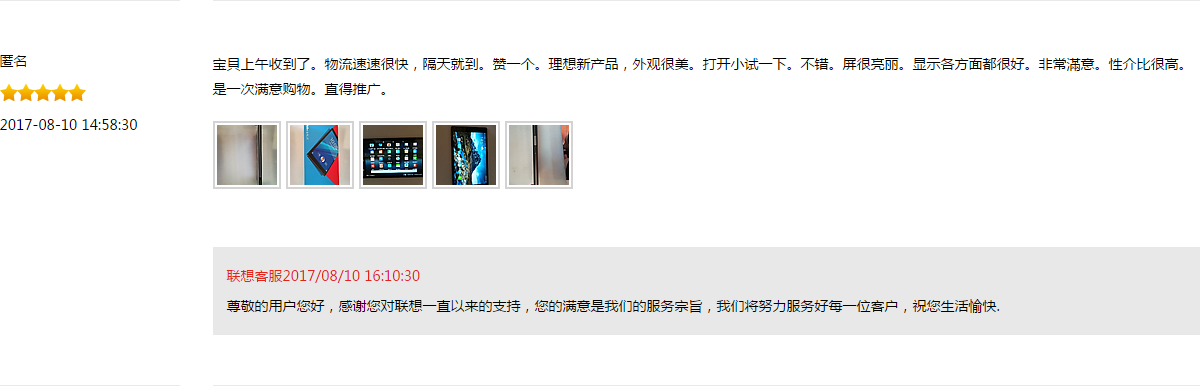 匿名
2017-08-10 14:58:30
宝贝上午收到了。物流速速很快，隔天就到。赞一个。理想新产品，外观很美。打开小试一下。不错。屏很亮丽。显示各方面都很好。非常滿意。性介比很高。
是一次满意购物。直得推广。
联想客服2017/08/10 16:10:30
尊敬的用户您好，感谢您对联想一直以来的支持，您的满意是我们的服务宗旨，我们将努力服务好每一位客户，祝您生活愉快.